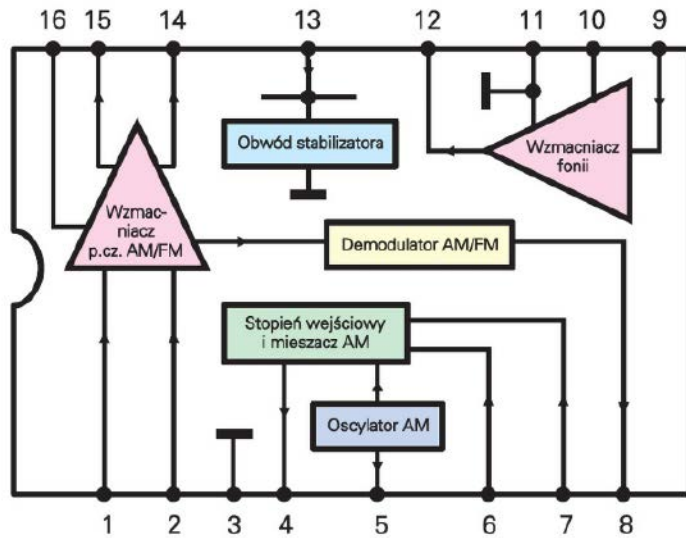 16 15 14 13 12 11 10 9
Obwód stabilizatora
Wzmacniacz
fonii
Wzmac-
niacz
p.cz. AM/FM
Demodulator AM/FM
Stopień wejściowy
i mieszacz AM
Oscylator AM
1 2 3 4 5 6 7 8